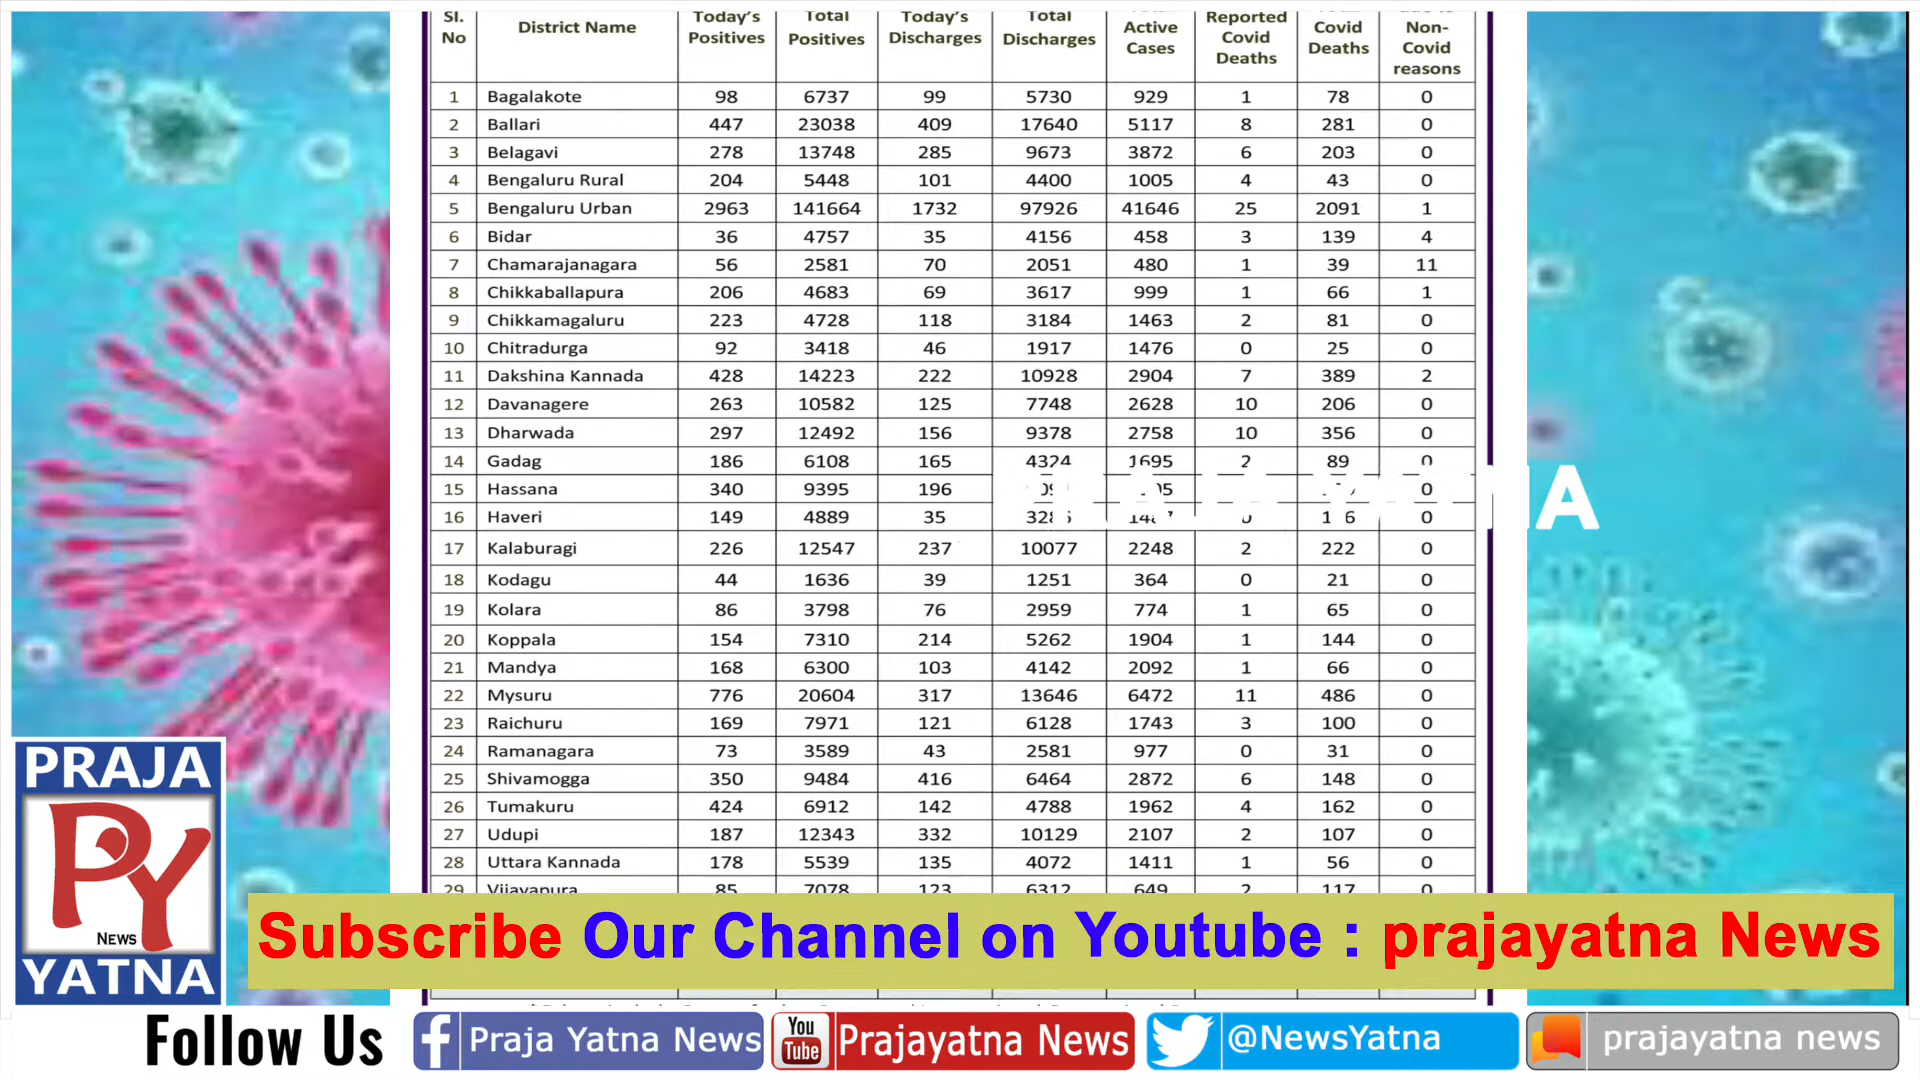 Sl. No District Name Today's Positives Total Positives Today's Discharges Total Discharges Active Cases Reported Covid Deaths Covid Deaths Non-Covid reasons
1 Bagalakote 98 6737 99 5730 929 1 78 0
2 Ballari 447 23038 409 17640 5117 8 281 0
3 Belagavi 278 13748 285 9673 3872 6 203 0
4 Bengaluru Rural 204 5448 101 4400 1005 4 43 0
5 Bengaluru Urban 2963 141664 1732 97926 41646 25 2091 1
6 Bidar 36 4757 35 4156 458 3 139 4
7 Chamarajanagara 56 2581 70 2051 480 1 39 11
8 Chikkaballapura 206 4683 69 3617 999 1 66 1
9 Chikkamagaluru 223 4728 118 3184 1463 2 81 0
10 Chitradurga 92 3418 46 1917 1476 0 25 0
11 Dakshina Kannada 428 14223 222 10928 2904 7 389 2
12 Davanagere 263 10582 125 7748 2628 10 206 0
13 Dharwada 297 12492 156 9378 2758 10 356 0
14 Gadag 186 6108 165 4324 1695 2 89 0
15 Hassana 340 9395 196 0
16 Haveri 149 4889 35 0
17 Kalaburagi 226 12547 237 10077 2248 2 222 0
18 Kodagu 44 1636 39 1251 364 0 21 0
19 Kolara 86 3798 76 2959 774 1 65 0
20 Koppala 154 7310 214 5262 1904 1 144 0
21 Mandya 168 6300 103 4142 2092 1 66 0
22 Mysuru 776 20604 317 13646 6472 11 486 0
23 Raichuru 169 7971 121 6128 1743 3 100 0
24 Ramanagara 73 3589 43 2581 977 0 31 0
25 Shivamogga 350 9484 416 6464 2872 6 148 0
26 Tumakuru 424 6912 142 4788 1962 4 162 0
27 Udupi 187 12343 332 10129 2107 2 107 0
28 Uttara Kannada 178 5539 135 4072 1411 1 56 0
29 Vijayapura 85 7078 123 6312 649 2 117 0
PRAJA
PY
NEWS
YATNA
Subscribe Our Channel on Youtube : prajayatna News
Follow Us
Praja Yatna News
You Tube Prajayatna News
@NewsYatna
prajayatna news